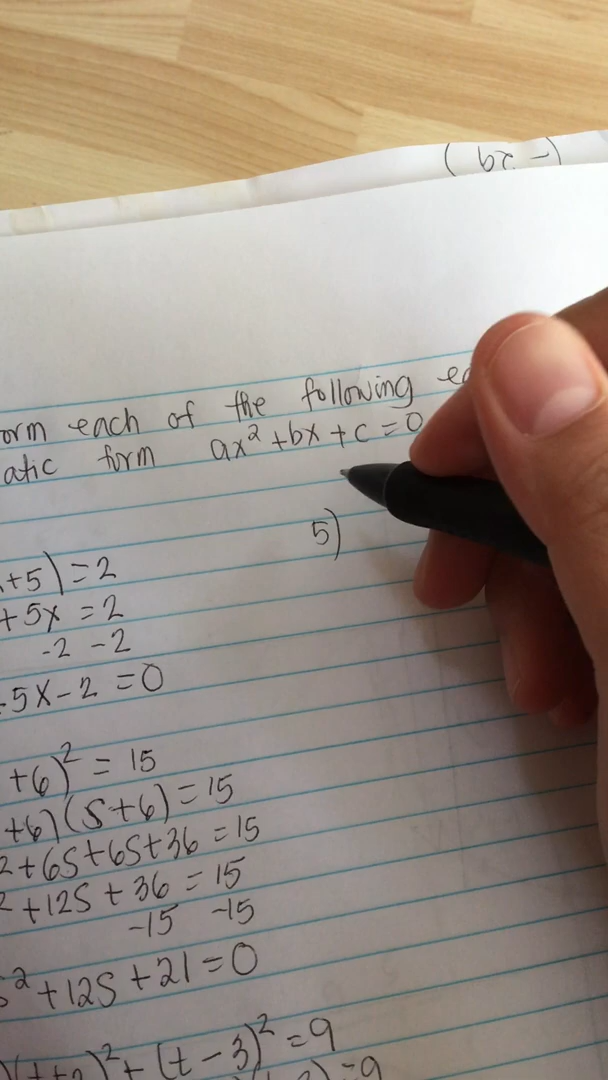 (bx -)
orm each of the following
atic form ax² + bx + c = 0
5)
+5) = 2
+ 5x = 2
-2 -2
5x - 2 = 0
+6)² = 15
+6)(s+6) = 15
2 + 6s + 6s + 36 = 15
² + 12s + 36 = 15
-15 -15
s² + 12s + 21 = 0
)² + (t - 3)² = 9
= 9